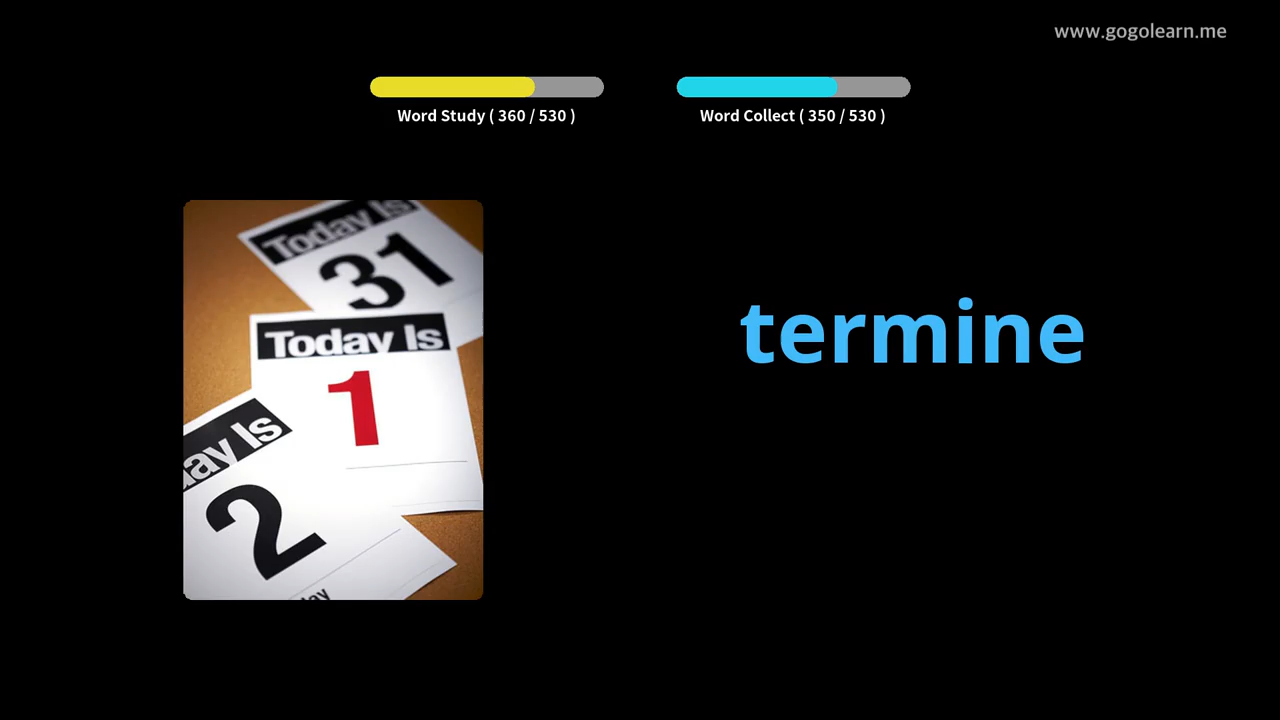 www.gogolearn.me
Word Study ( 360 / 530 )
Word Collect ( 350 / 530 )
Today Is
31
Today Is
1
termine
ay Is
2